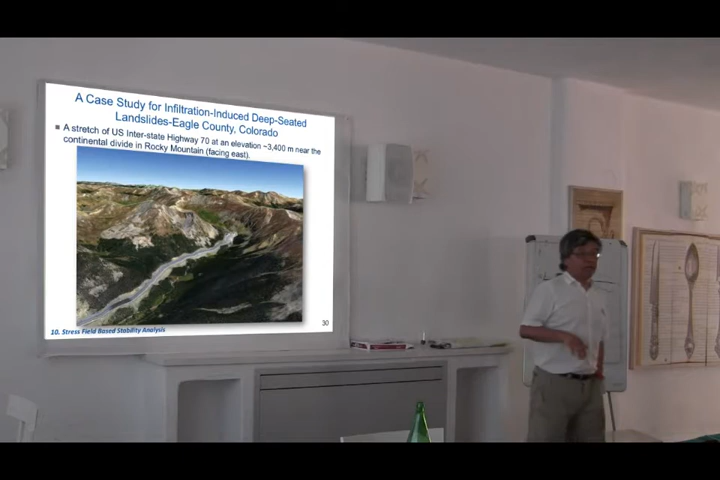 A Case Study for Infiltration-Induced Deep-Seated
Landslides-Eagle County, Colorado
A stretch of US Inter-state Highway 70 at an elevation ~3,400 m near the
continental divide in Rocky Mountain (facing east).
10. Stress Field Based Stability Analysis
30